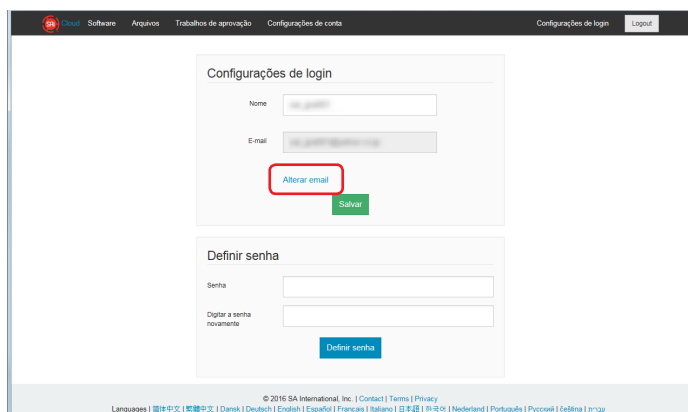 SAi Cloud Software Arquivos Trabalhos de aprovação Configurações de conta Configurações de login Logout
Configurações de login
Nome
E-mail
Alterar email
Salvar
Definir senha
Senha
Digitar a senha
novamente
Definir senha
© 2016 SA International, Inc. | Contact | Terms | Privacy
Languages | 简体中文 | 繁體中文 | Dansk | Deutsch | English | Español | Français | Italiano | 日本語 | 한국어 | Nederland | Português | Русский | čeština | עברית